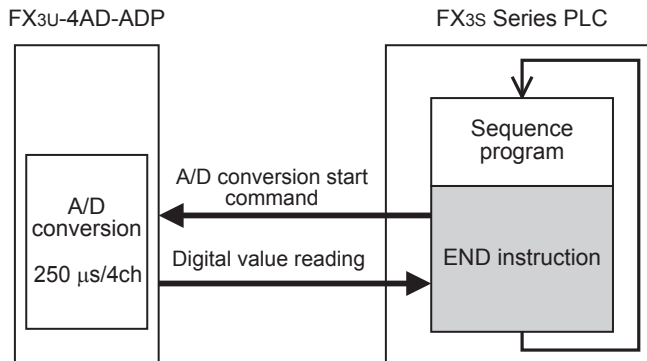 FX3U-4AD-ADP
FX3S Series PLC
Sequence
program
A/D conversion start
command
A/D
conversion
250 μs/4ch
Digital value reading
END instruction